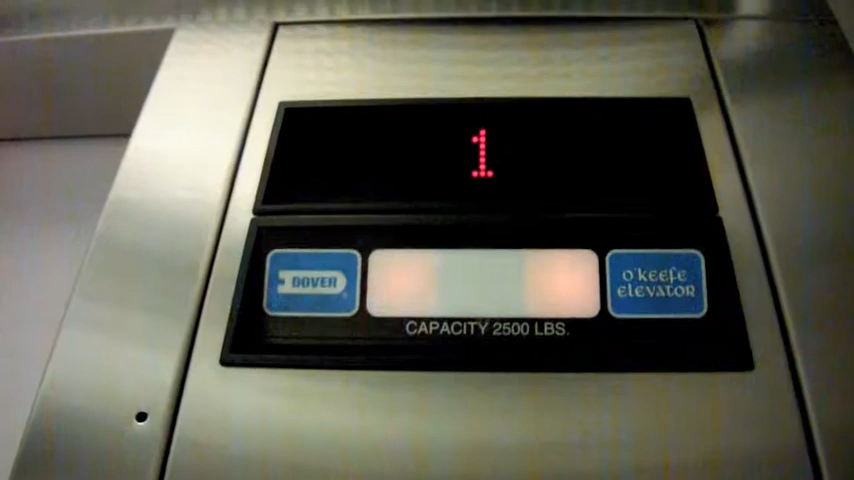 1
DOVER
O'KEEFE
ELEVATOR
CAPACITY 2500 LBS.